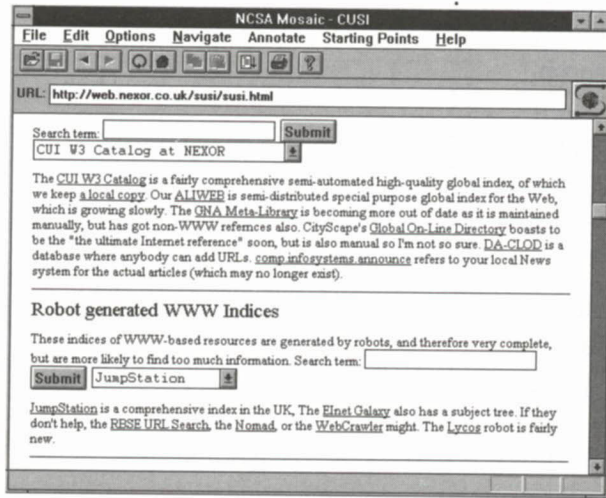 NCSA Mosaic - CUSI
File Edit Options Navigate Annotate Starting Points Help
URL: http://web.nexor.co.uk/susi/susi.html
Search term: Submit
CUI W3 Catalog at NEXOR
The CUI W3 Catalog is a fairly comprehensive semi-automated high-quality global index, of which
we keep a local copy. Our ALIWEB is semi-distributed special purpose global index for the Web,
which is growing slowly. The GNA Meta-Library is becoming more out of date as it is maintained
manually, but has got non-WWW refernces also. CityScape's Global On-Line Directory boasts to
be the "the ultimate Internet reference" soon, but is also manual so I'm not so sure. DA-CLOD is a
database where anybody can add URLs. comp.infosystems.announce refers to your local News
system for the actual articles (which may no longer exist).
Robot generated WWW Indices
These indices of WWW-based resources are generated by robots, and therefore very complete,
but are more likely to find too much information. Search term:
Submit JumpStation
JumpStation is a comprehensive index in the UK, The EInet Galaxy also has a subject tree. If they
don't help, the RBSE URL Search, the Nomad, or the WebCrawler might. The Lycos robot is fairly
new.